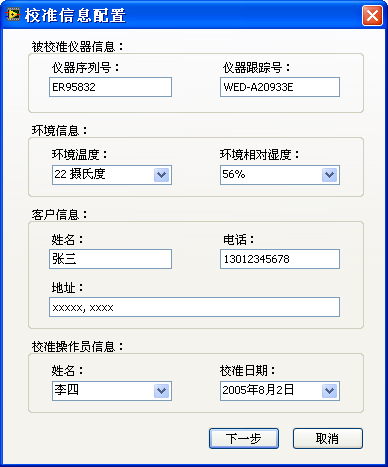 校准信息配置
被校准仪器信息：
仪器序列号： 仪器跟踪号：
ER95832 WED-A20933E
环境信息：
环境温度： 环境相对湿度：
22 摄氏度 56%
客户信息：
姓名： 电话：
张三 13012345678
地址：
xxxxx, xxxx
校准操作员信息：
姓名： 校准日期：
李四 2005年8月2日
下一步 取消